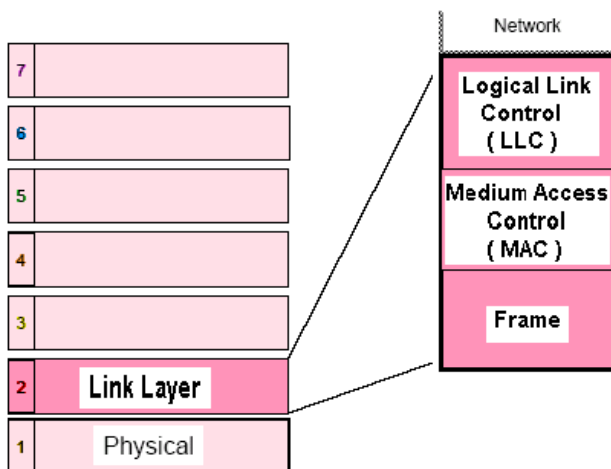 Network
7
6
5
4
3
2 Link Layer
1 Physical
Logical Link
Control
( LLC )
Medium Access
Control
( MAC )
Frame